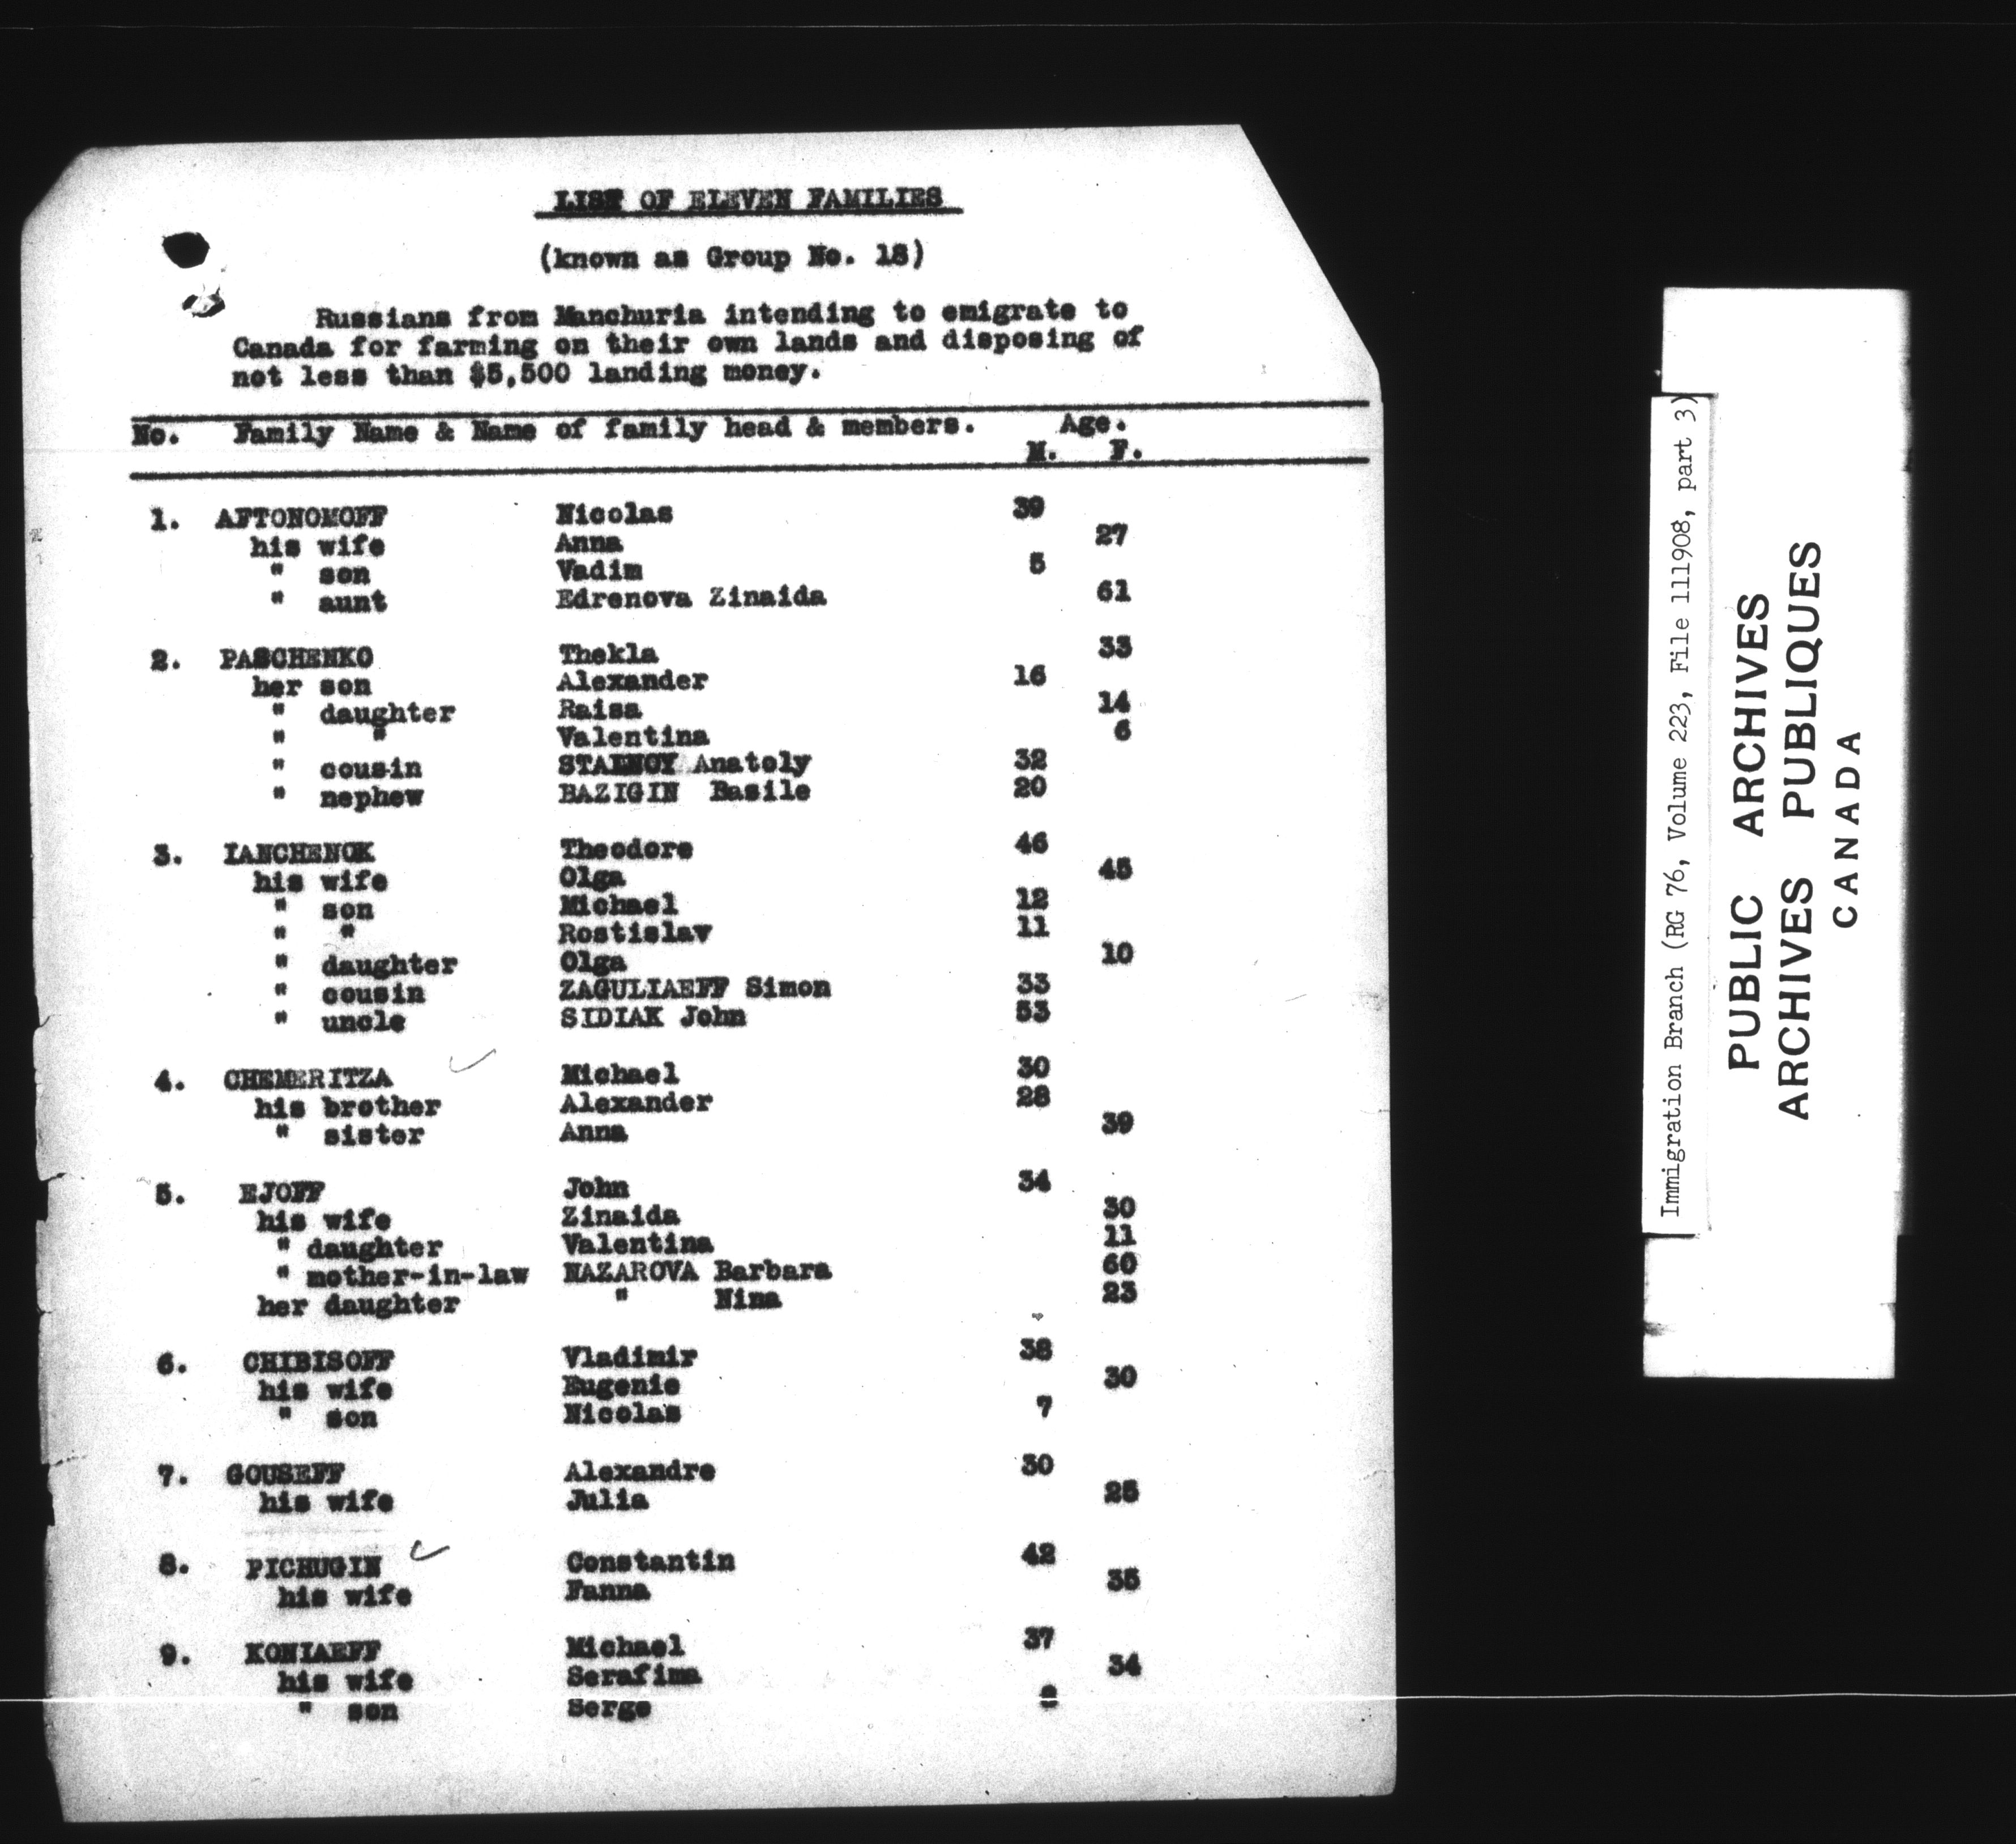 LIST OF ELEVEN FAMILIES
(known as Group No. 18)
Russians from Manchuria intending to emigrate to
Canada for farming on their own lands and disposing of
not less than $5,500 landing money.
No. Family Name & Name of family head & members. Age.
M. F.
1. AFTONOMOFF Nicolas 39
his wife Anna 27
" son Vadim 5
" aunt Edrenova Zinaida 61
2. PASCHENKO Thekla 33
her son Alexander 16
" daughter Raisa 14
" " Valentina 6
" cousin STALNOY Anatoly 32
" nephew BAZIGIN Basile 20
3. IANCHENOK Theodore 46
his wife Olga 45
" son Michael 12
" " Rostislav 11
" daughter Olga 10
" cousin ZAGULIAEFF Simon 33
" uncle SIDIAK John 53
4. CHEMERITZA Michael 30
his brother Alexander 28
" sister Anna 39
5. EJOFF John 34
his wife Zinaida 30
" daughter Valentina 11
" mother-in-law NAZAROVA Barbara 60
her daughter " Nina 23
6. CHIBISOFF Vladimir 38
his wife Eugenie 30
" son Nicolas 7
7. GOUSEFF Alexandre 30
his wife Julia 25
8. PICHUGIN Constantin 42
his wife Fanna 35
9. KONIAEFF Michael 37
his wife Serafima 34
" son Serge
Immigration Branch (RG 76, Volume 223, File 111908, part 3)
PUBLIC ARCHIVES
ARCHIVES PUBLIQUES
CANADA